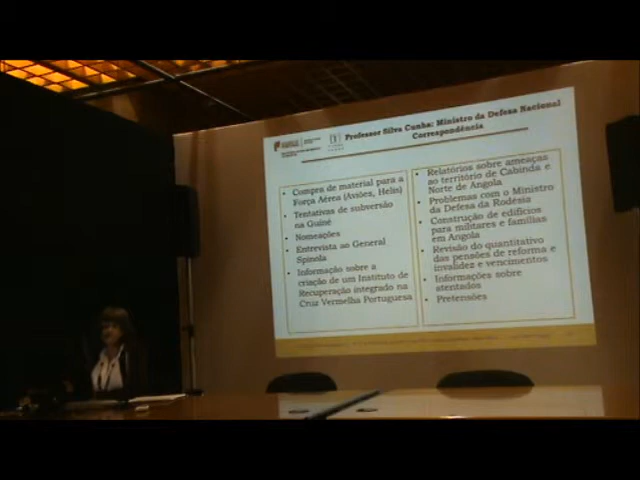 Professor Silva Cunha: Ministro da Defesa Nacional
Correspondência
• Compra de material para a
Força Aérea (Aviões, Helis)
• Tentativas de subversão
na Guiné
• Nomeações
• Entrevista ao General
Spínola
• Informação sobre a
criação de um Instituto de
Recuperação integrado na
Cruz Vermelha Portuguesa
• Relatórios sobre ameaças
ao território de Cabinda e
Norte de Angola
• Problemas com o Ministro
da Defesa da Rodésia
• Construção de edifícios
para militares e famílias
em Angola
• Revisão do quantitativo
das pensões de reforma e
invalidez e vencimentos
• Informações sobre
atentados
• Pretensões